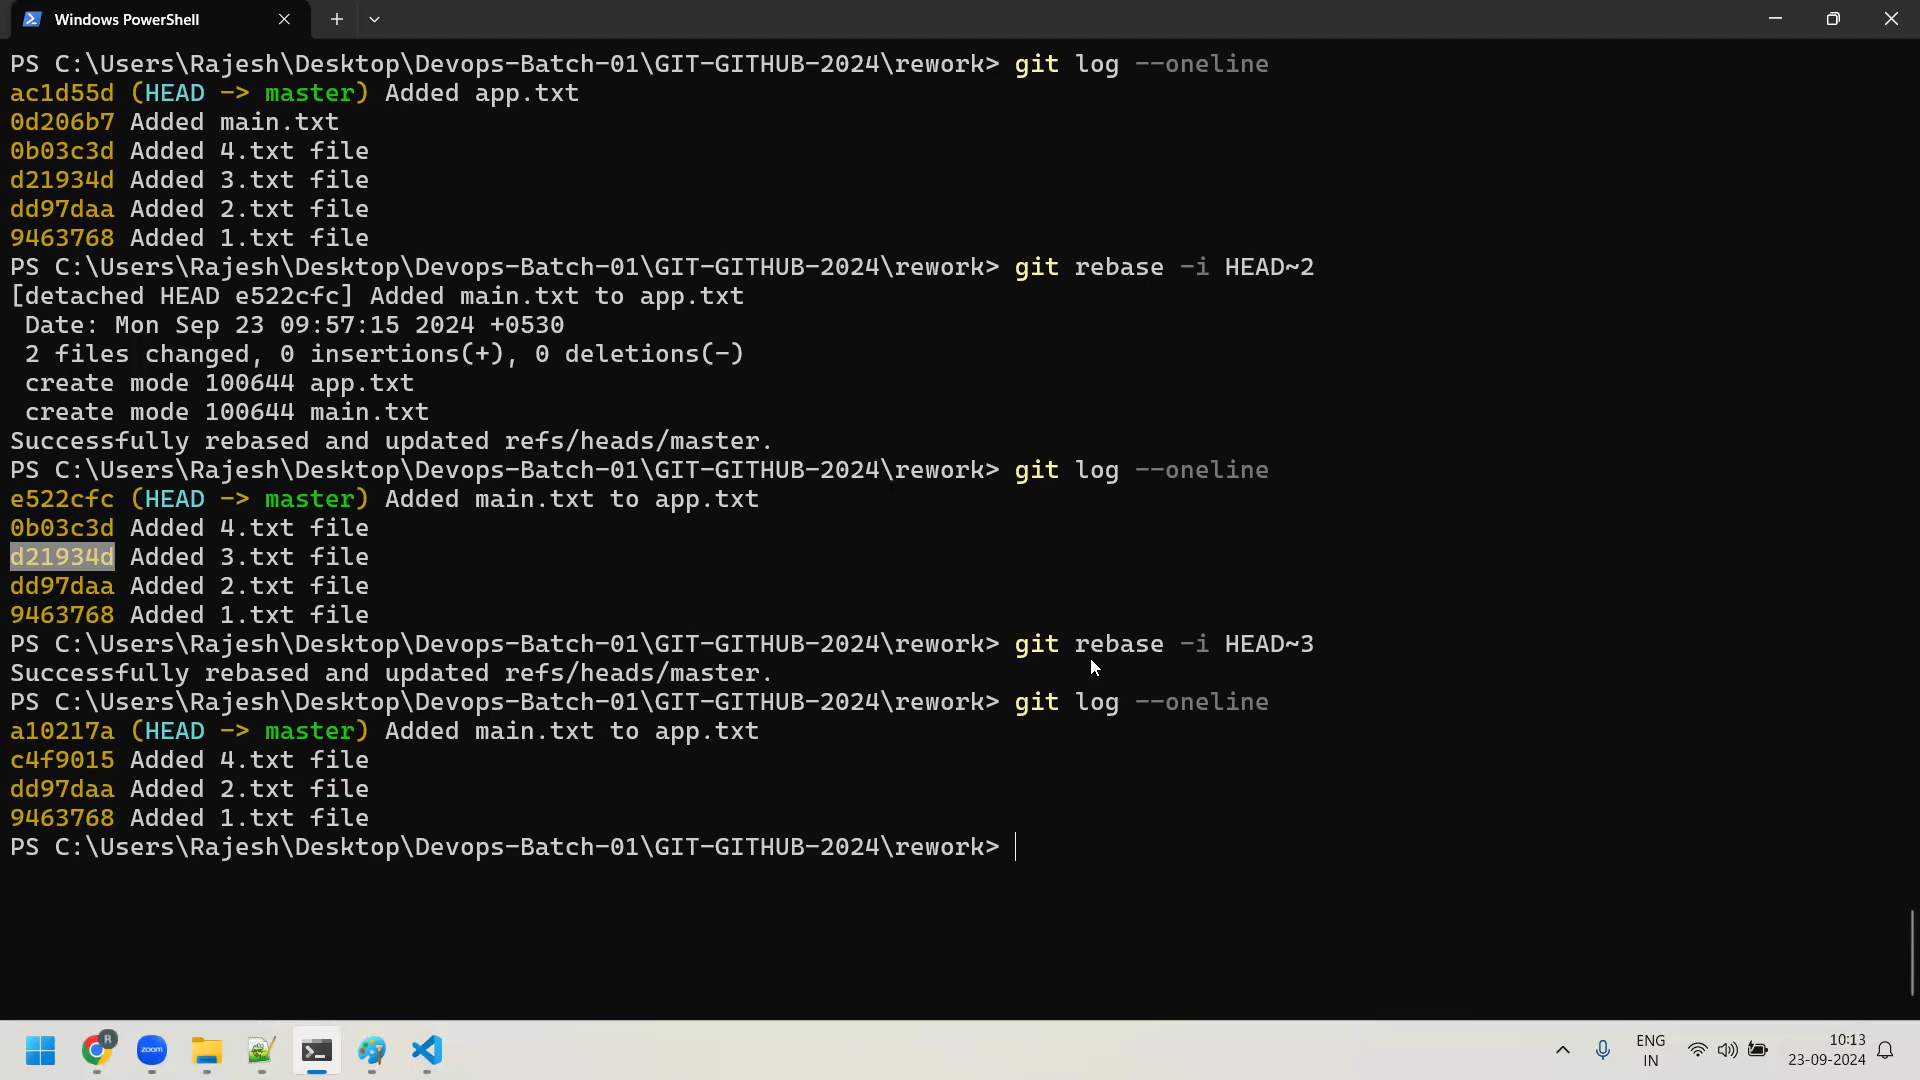 Windows PowerShell
PS C:\Users\Rajesh\Desktop\Devops-Batch-01\GIT-GITHUB-2024\rework> git log --oneline
ac1d55d (HEAD -> master) Added app.txt
0d206b7 Added main.txt
0b03c3d Added 4.txt file
d21934d Added 3.txt file
dd97daa Added 2.txt file
9463768 Added 1.txt file
PS C:\Users\Rajesh\Desktop\Devops-Batch-01\GIT-GITHUB-2024\rework> git rebase -i HEAD~2
[detached HEAD e522cfc] Added main.txt to app.txt
 Date: Mon Sep 23 09:57:15 2024 +0530
 2 files changed, 0 insertions(+), 0 deletions(-)
 create mode 100644 app.txt
 create mode 100644 main.txt
Successfully rebased and updated refs/heads/master.
PS C:\Users\Rajesh\Desktop\Devops-Batch-01\GIT-GITHUB-2024\rework> git log --oneline
e522cfc (HEAD -> master) Added main.txt to app.txt
0b03c3d Added 4.txt file
d21934d Added 3.txt file
dd97daa Added 2.txt file
9463768 Added 1.txt file
PS C:\Users\Rajesh\Desktop\Devops-Batch-01\GIT-GITHUB-2024\rework> git rebase -i HEAD~3
Successfully rebased and updated refs/heads/master.
PS C:\Users\Rajesh\Desktop\Devops-Batch-01\GIT-GITHUB-2024\rework> git log --oneline
a10217a (HEAD -> master) Added main.txt to app.txt
c4f9015 Added 4.txt file
dd97daa Added 2.txt file
9463768 Added 1.txt file
PS C:\Users\Rajesh\Desktop\Devops-Batch-01\GIT-GITHUB-2024\rework>
R
zoom
ENG
IN
10:13
23-09-2024